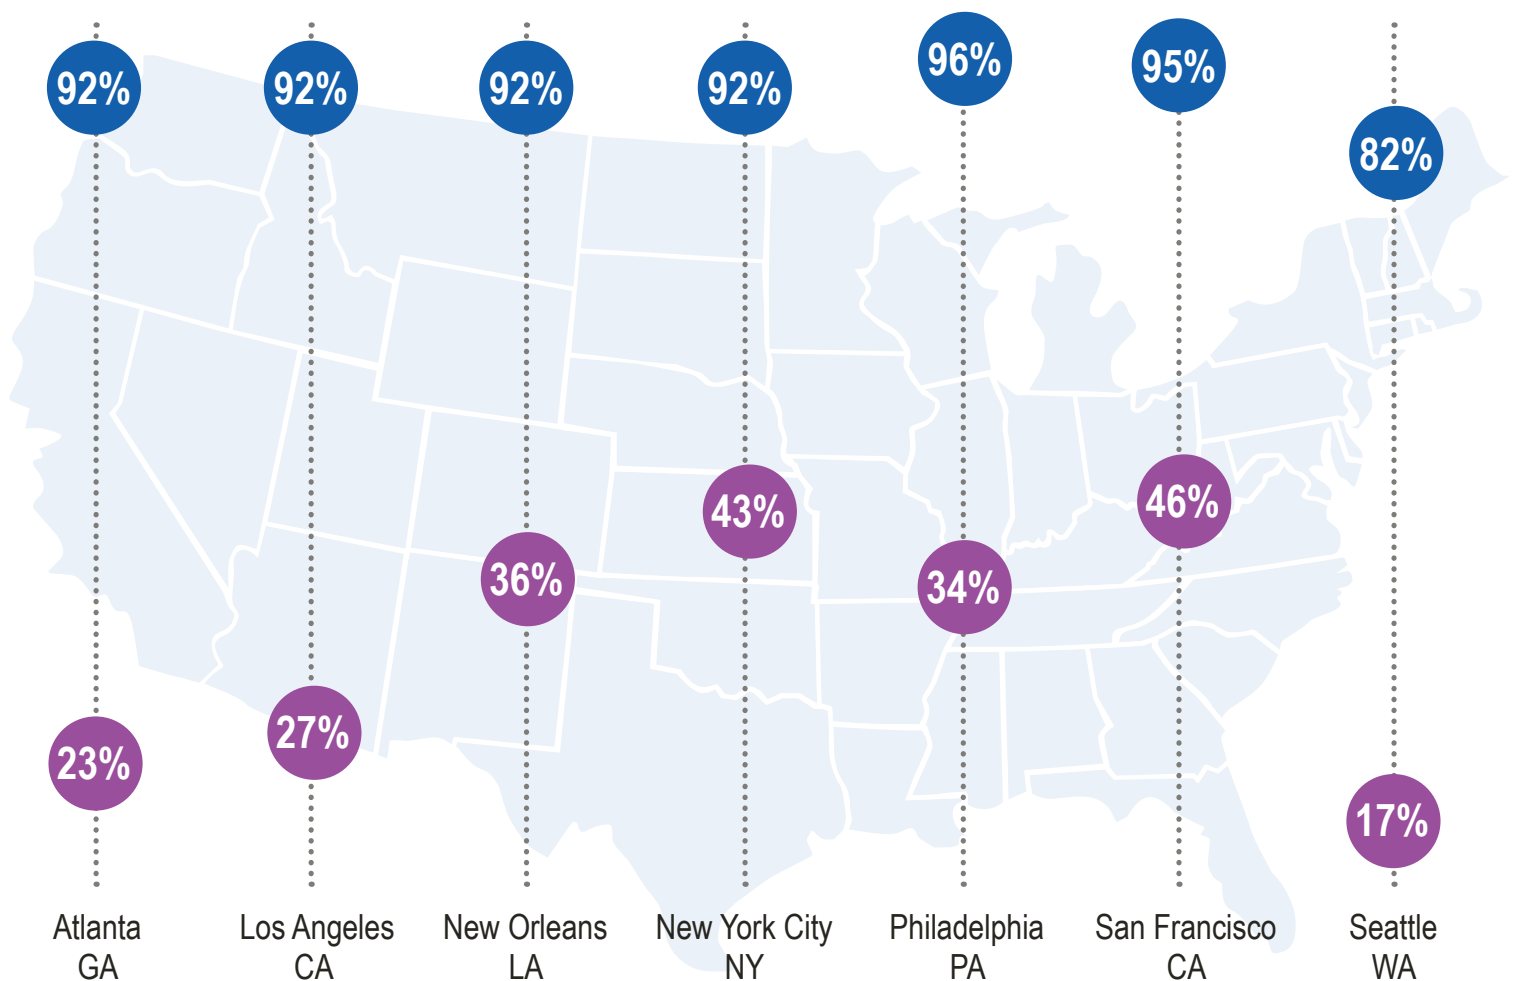 92%
92%
92%
92%
96%
95%
82%
23%
27%
36%
43%
34%
46%
17%
Atlanta
GA
Los Angeles
CA
New Orleans
LA
New York City
NY
Philadelphia
PA
San Francisco
CA
Seattle
WA